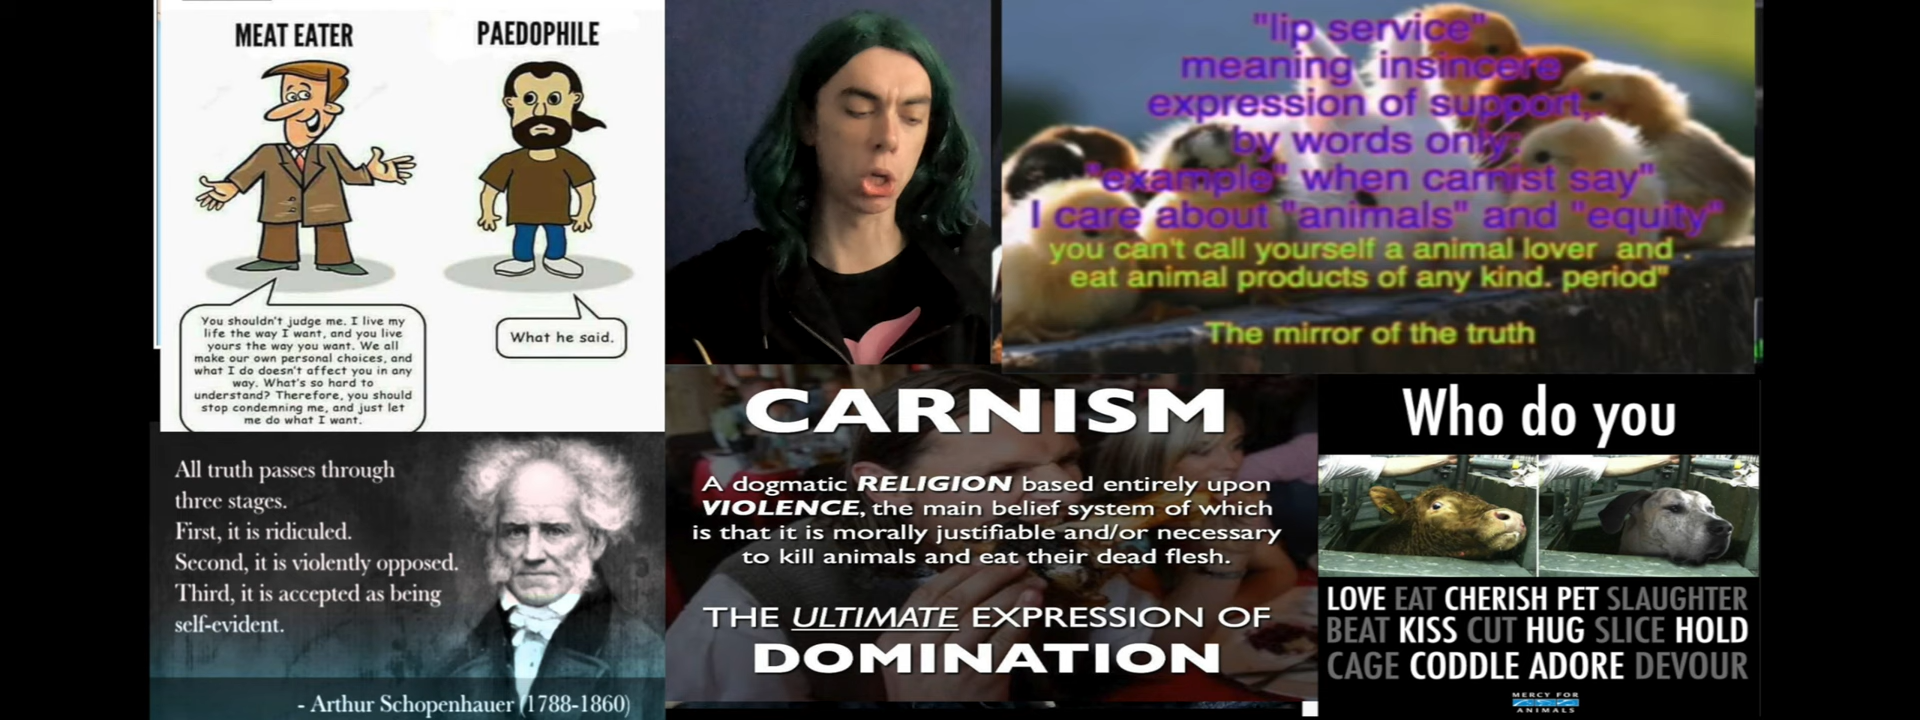 MEAT EATER
PAEDOPHILE
You shouldn't judge me. I live my
life the way I want, and you live
yours the way you want. We all
make our own personal choices, and
what I do doesn't affect you in any
way. What's so hard to
understand? Therefore, you should
stop condemning me, and just let
me do what I want.
What he said.
"lip service"
meaning insincere
expression of support,
by words only.
"example" when carnist say"
I care about "animals" and "equity"
you can't call yourself a animal lover and
eat animal products of any kind. period"
The mirror of the truth
All truth passes through
three stages.
First, it is ridiculed.
Second, it is violently opposed.
Third, it is accepted as being
self-evident.
- Arthur Schopenhauer (1788-1860)
CARNISM
A dogmatic RELIGION based entirely upon
VIOLENCE, the main belief system of which
is that it is morally justifiable and/or necessary
to kill animals and eat their dead flesh.
THE ULTIMATE EXPRESSION OF
DOMINATION
Who do you
LOVE EAT CHERISH PET SLAUGHTER
BEAT KISS CUT HUG SLICE HOLD
CAGE CODDLE ADORE DEVOUR
MERCY FOR
ANIMALS